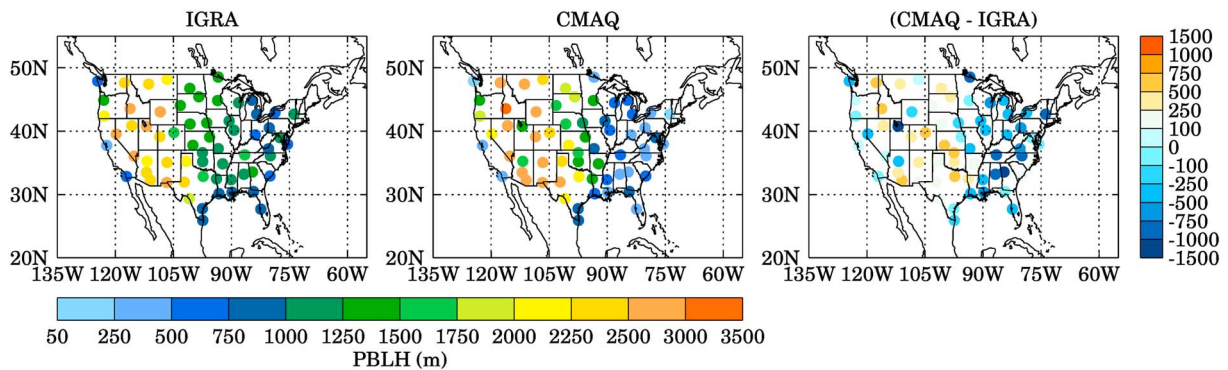 IGRA CMAQ (CMAQ - IGRA)
50N 50N 50N
40N 40N 40N
30N 30N 30N
20N 20N 20N
135W 120W 105W 90W 75W 60W 135W 120W 105W 90W 75W 60W 135W 120W 105W 90W 75W 60W
1500
1000
750
500
250
100
0
-100
-250
-500
-750
-1000
-1500
50 250 500 750 1000 1250 1500 1750 2000 2250 2500 3000 3500
PBLH (m)